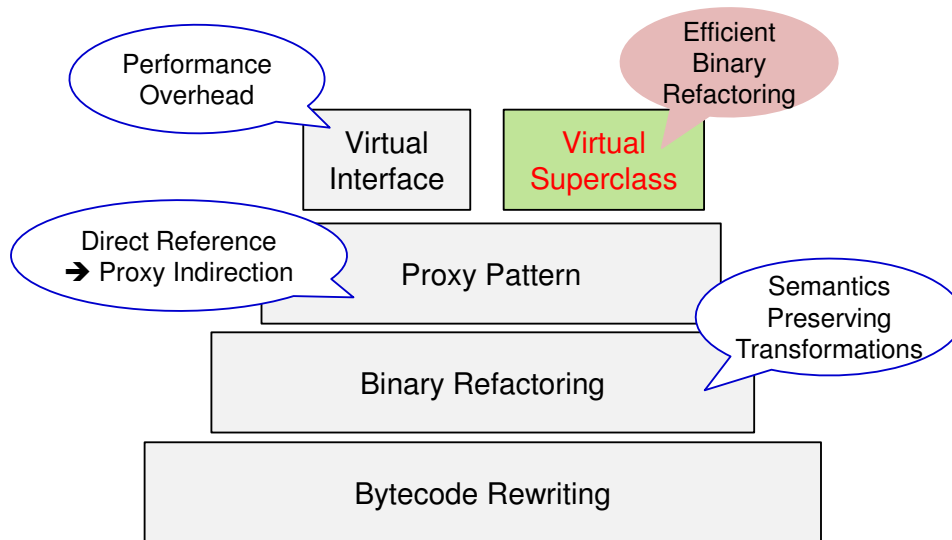 Performance
Overhead
Efficient
Binary
Refactoring
Virtual
Interface
Virtual
Superclass
Direct Reference
➔ Proxy Indirection
Proxy Pattern
Semantics
Preserving
Transformations
Binary Refactoring
Bytecode Rewriting